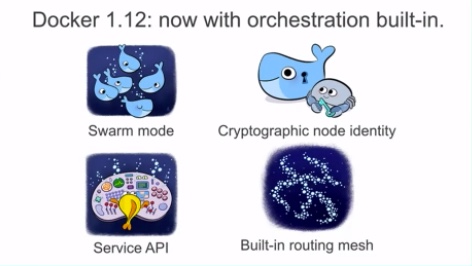 Docker 1.12: now with orchestration built-in.
Swarm mode
Cryptographic node identity
Service API
Built-in routing mesh